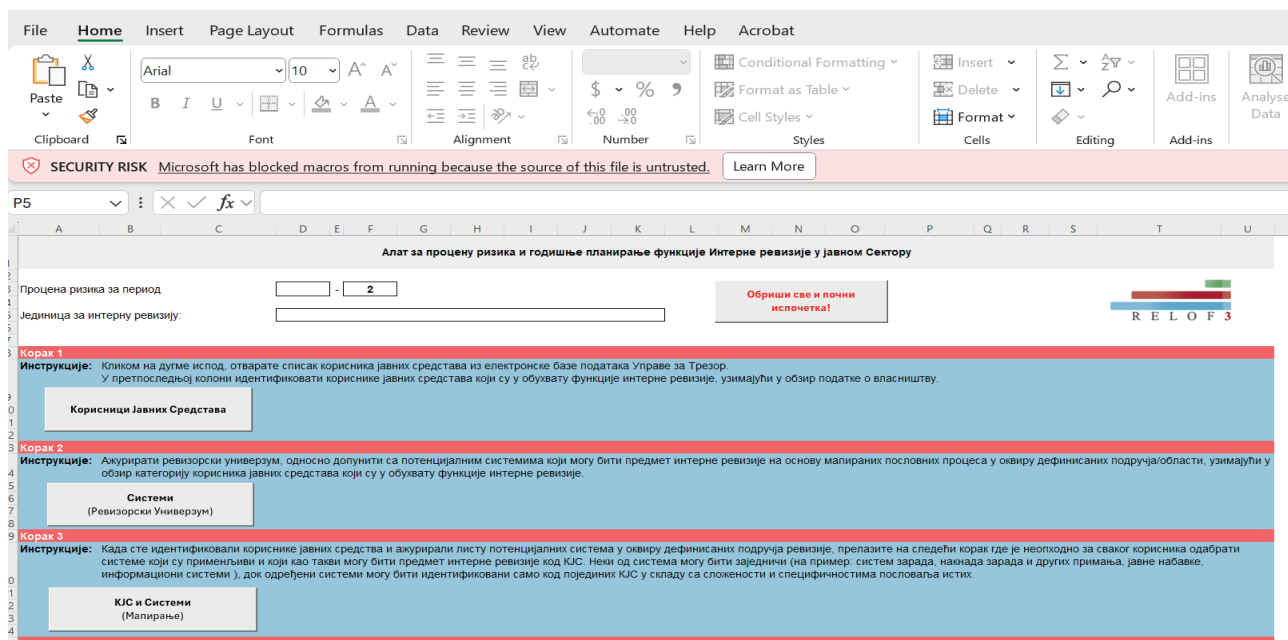 File Home Insert Page Layout Formulas Data Review View Automate Help Acrobat
Paste
Arial 10
B I U A
$ % 9
Conditional Formatting
Format as Table
Cell Styles
Insert
Delete
Format
Add-ins
Analyse
Data
Clipboard Font Alignment Number Styles Cells Editing Add-ins
SECURITY RISK Microsoft has blocked macros from running because the source of this file is untrusted. Learn More
P5 fx
A B C D E F G H I J K L M N O P Q R S T U
Алат за процену ризика и годишње планирање функције Интерне ревизије у јавном Сектору
Процена ризика за период - 2
Обриши све и почни
испочетка!
Јединица за интерну ревизију:
RELOF3
Корак 1
Инструкције: Кликом на дугме испод, отварате списак корисника јавних средстава из електронске базе података Управе за Трезор.
У претпоследњој колони идентификовати кориснике јавних средстава који су у обухвату функције интерне ревизије, узимајући у обзир податке о власништву.
Корисници Јавних Средстава
Корак 2
Инструкције: Ажурирати ревизорски универзум, односно допунити са потенцијалним системима који могу бити предмет интерне ревизије на основу мапираних пословних процеса у оквиру дефинисаних подручја/области, узимајући у
обзир категорију корисника јавних средстава који су у обухвату функције интерне ревизије.
Системи
(Ревизорски Универзум)
Корак 3
Инструкције: Када сте идентификовали кориснике јавних средства и ажурирали листу потенцијалних система у оквиру дефинисаних подручја ревизије, прелазите на следећи корак где је неопходно за сваког корисника одабрати
системе који су применљиви и који као такви могу бити предмет интерне ревизије код КЈС. Неки од система могу бити заједнички (на пример: систем зарада, накнада зарада и других примања, јавне набавке,
информациони системи ), док одређени системи могу бити идентификовани само код појединих КЈС у складу са сложености и специфичностима пословања истих.
КЈС и Системи
(Мапирање)